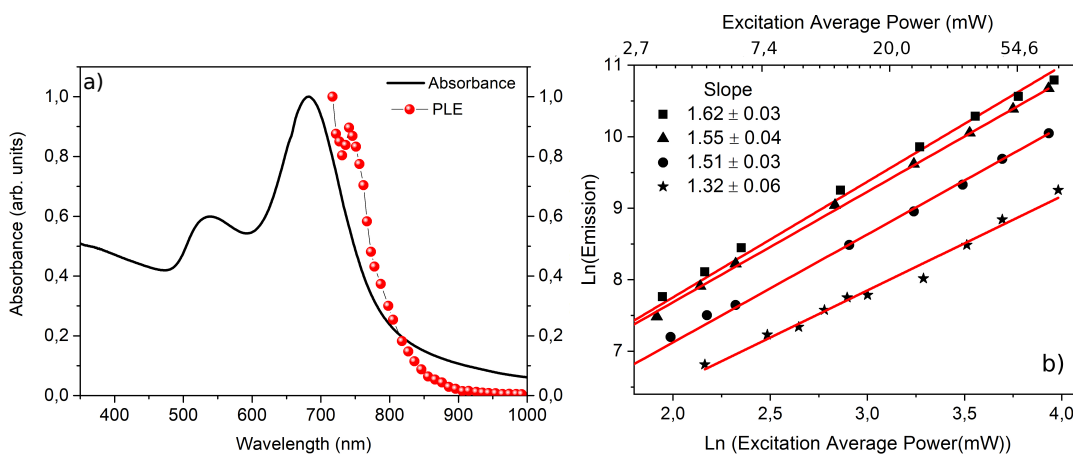 a)
Absorbance
PLE
Absorbance (arb. units)
1,0
0,8
0,6
0,4
0,2
0,0
1,0
0,8
0,6
0,4
0,2
0,0
400 500 600 700 800 900 1000
Wavelength (nm)
Excitation Average Power (mW)
2,7 7,4 20,0 54,6
Ln(Emission)
11
10
9
8
7
Slope
1.62 ± 0.03
1.55 ± 0.04
1.51 ± 0.03
1.32 ± 0.06
b)
2,0 2,5 3,0 3,5 4,0
Ln (Excitation Average Power(mW))